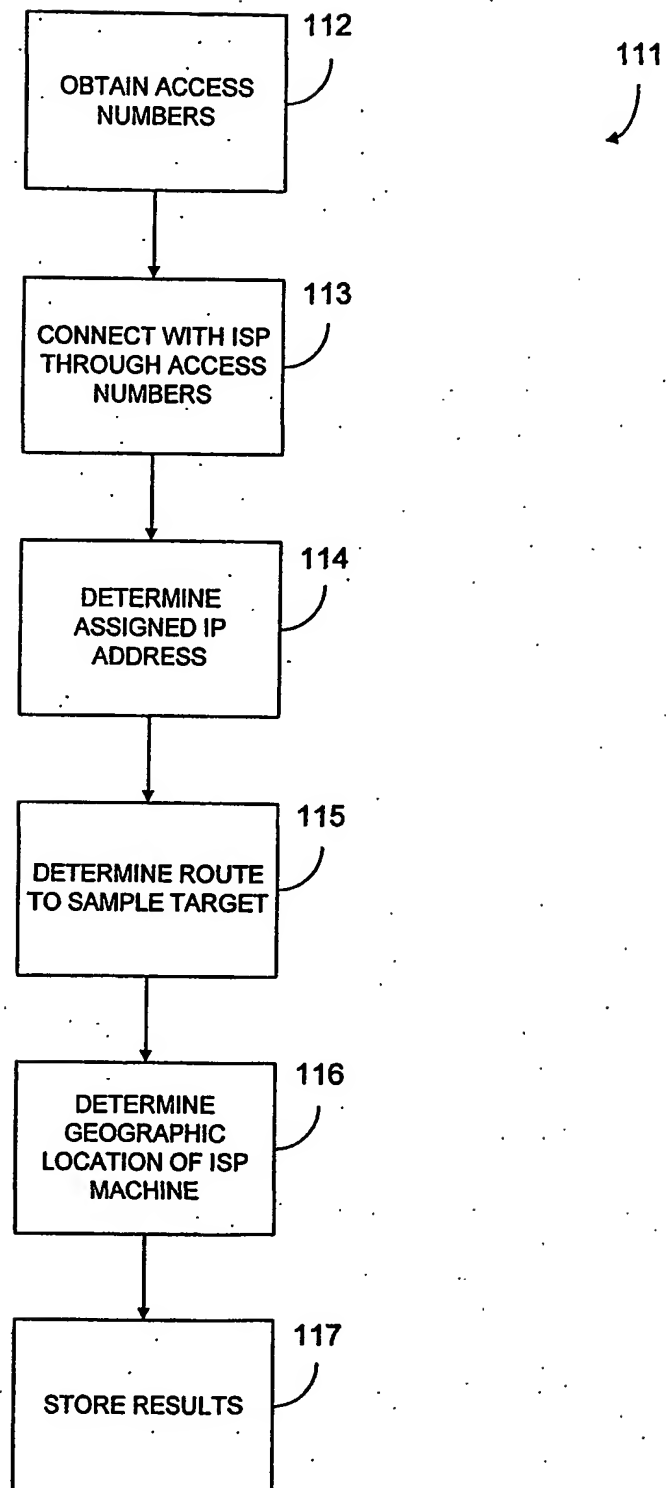 112
111
OBTAIN ACCESS
NUMBERS
113
CONNECT WITH ISP
THROUGH ACCESS
NUMBERS
114
DETERMINE
ASSIGNED IP
ADDRESS
115
DETERMINE ROUTE
TO SAMPLE TARGET
116
DETERMINE
GEOGRAPHIC
LOCATION OF ISP
MACHINE
117
STORE RESULTS